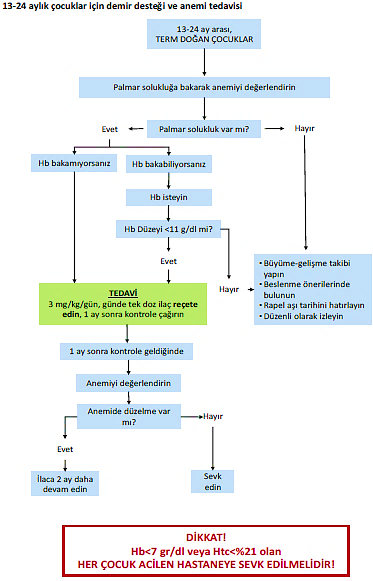 13-24 aylık çocuklar için demir desteği ve anemi tedavisi
13-24 ay arası,
TERM DOĞAN ÇOCUKLAR
Palmar solukluğa bakarak anemiyi değerlendirin
Evet
Palmar solukluk var mı?
Hayır
Hb bakamıyorsanız
Hb bakabiliyorsanız
Hb isteyin
Hb Düzeyi <11 g/dl mi?
Evet
Hayır
• Büyüme-gelişme takibi
yapın
• Beslenme önerilerinde
bulunun
• Rapel aşı tarihini hatırlayın
• Düzenli olarak izleyin
TEDAVİ
3 mg/kg/gün, günde tek doz ilaç reçete
edin, 1 ay sonra kontrole çağırın
1 ay sonra kontrole geldiğinde
Anemiyi değerlendirin
Anemide düzelme var
mı?
Hayır
Evet
İlaca 2 ay daha
devam edin
Sevk
edin
DİKKAT!
Hb<7 gr/dl veya Htc<%21 olan
HER ÇOCUK ACİLEN HASTANEYE SEVK EDİLMELİDİR!